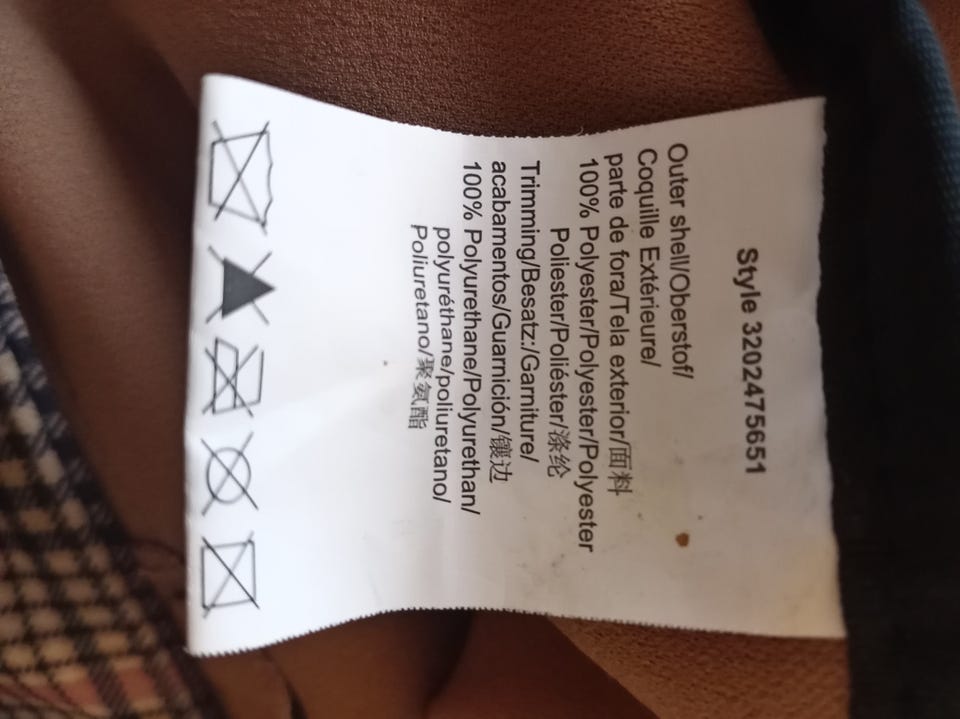 Style 3202475651
Outer shell/Oberstoff/
Coquille Extérieure/
parte de fora/Tela exterior/面料
100% Polyester/Polyester/Polyester
Poliester/Poliéster/涤纶
Trimming/Besatz:/Garniture/
acabamentos/Guarnición/镶边
100% Polyurethane/Polyurethan/
polyuréthane/poliuretano/
Poliuretano/聚氨酯